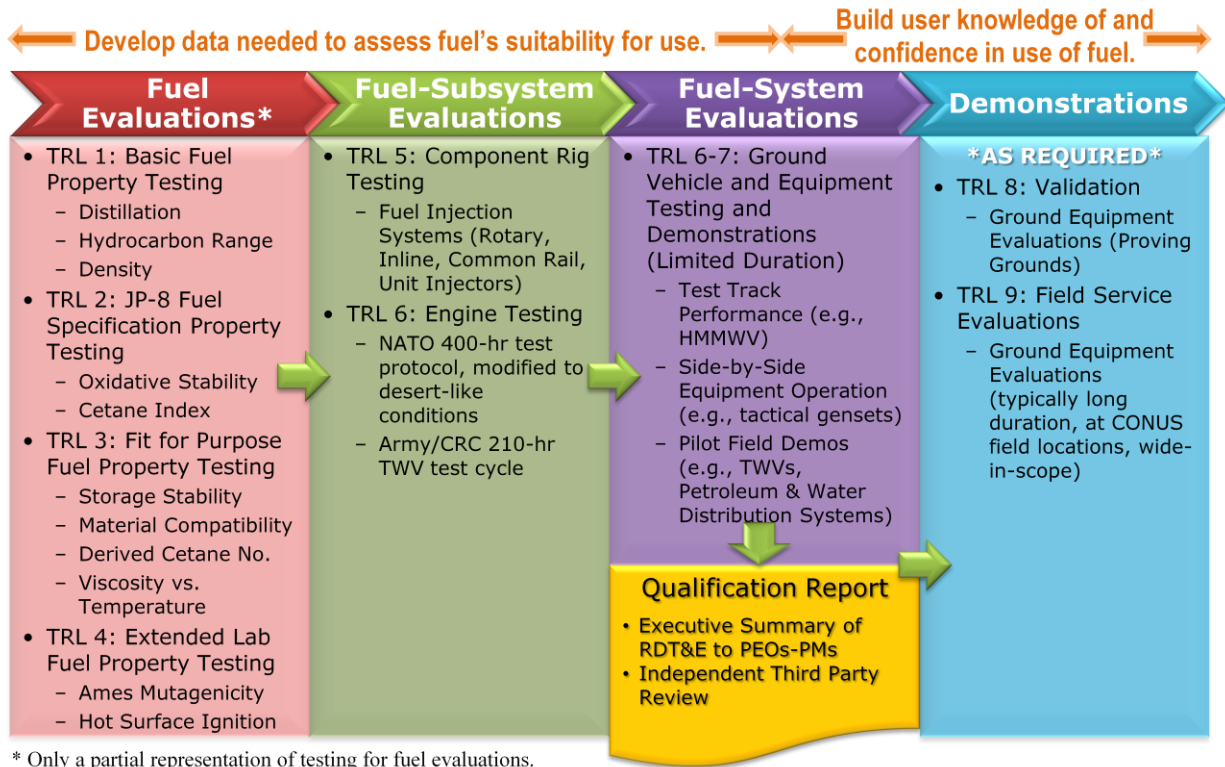 Develop data needed to assess fuel's suitability for use.
Build user knowledge of and
confidence in use of fuel.
Fuel
Evaluations*
• TRL 1: Basic Fuel
Property Testing
– Distillation
– Hydrocarbon Range
– Density
• TRL 2: JP-8 Fuel
Specification Property
Testing
– Oxidative Stability
– Cetane Index
• TRL 3: Fit for Purpose
Fuel Property Testing
– Storage Stability
– Material Compatibility
– Derived Cetane No.
– Viscosity vs.
Temperature
• TRL 4: Extended Lab
Fuel Property Testing
– Ames Mutagenicity
– Hot Surface Ignition
Fuel-Subsystem
Evaluations
• TRL 5: Component Rig
Testing
– Fuel Injection
Systems (Rotary,
Inline, Common Rail,
Unit Injectors)
• TRL 6: Engine Testing
– NATO 400-hr test
protocol, modified to
desert-like
conditions
– Army/CRC 210-hr
TWV test cycle
Fuel-System
Evaluations
• TRL 6-7: Ground
Vehicle and Equipment
Testing and
Demonstrations
(Limited Duration)
– Test Track
Performance (e.g.,
HMMWV)
– Side-by-Side
Equipment Operation
(e.g., tactical gensets)
– Pilot Field Demos
(e.g., TWVs,
Petroleum & Water
Distribution Systems)
Qualification Report
• Executive Summary of
RDT&E to PEOs-PMs
• Independent Third Party
Review
Demonstrations
*AS REQUIRED*
• TRL 8: Validation
– Ground Equipment
Evaluations (Proving
Grounds)
• TRL 9: Field Service
Evaluations
– Ground Equipment
Evaluations
(typically long
duration, at CONUS
field locations, wide-
in-scope)
* Only a partial representation of testing for fuel evaluations.